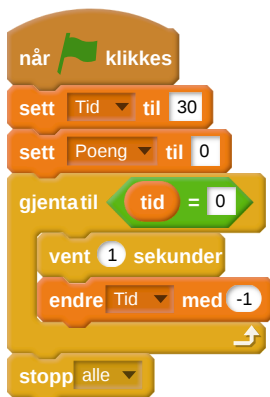 når klikkes
sett Tid til 30
sett Poeng til 0
gjenta til tid = 0
vent 1 sekunder
endre Tid med -1
stopp alle